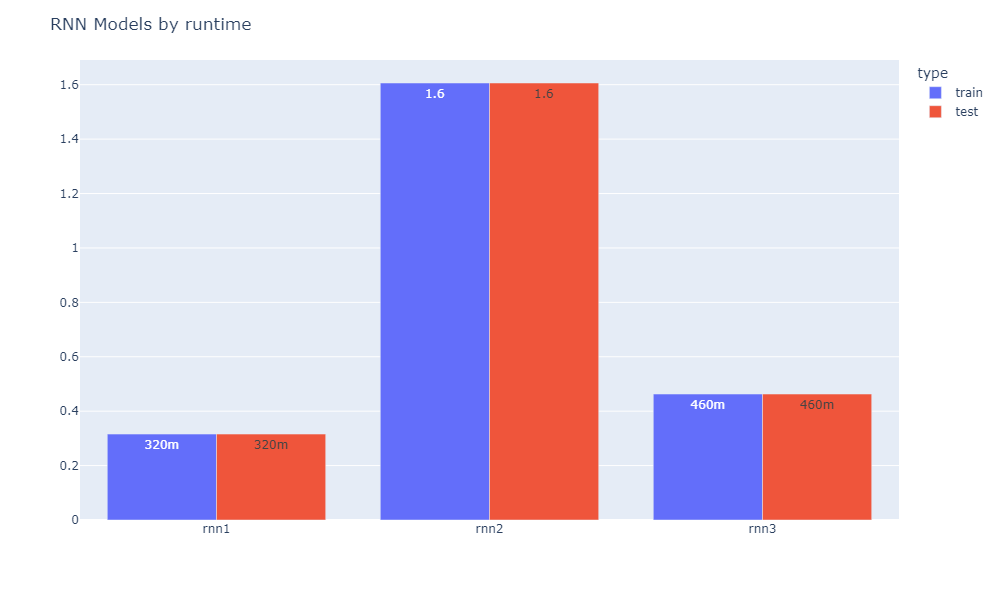 RNN Models by runtime
type
train
test
1.6
1.4
1.2
1
0.8
0.6
0.4
0.2
0
1.6 1.6
460m 460m
320m 320m
rnn1 rnn2 rnn3